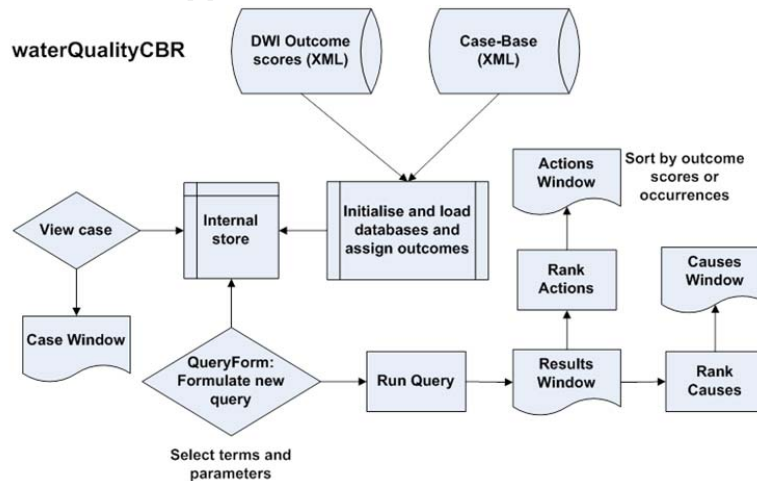 waterQualityCBR
DWI Outcome
scores (XML)
Case-Base
(XML)
Actions
Window
Sort by outcome
scores or
occurrences
View case
Internal
store
Initialise and load
databases and
assign outcomes
Rank
Actions
Causes
Window
Case Window
QueryForm:
Formulate new
query
Run Query
Results
Window
Rank
Causes
Select terms and
parameters